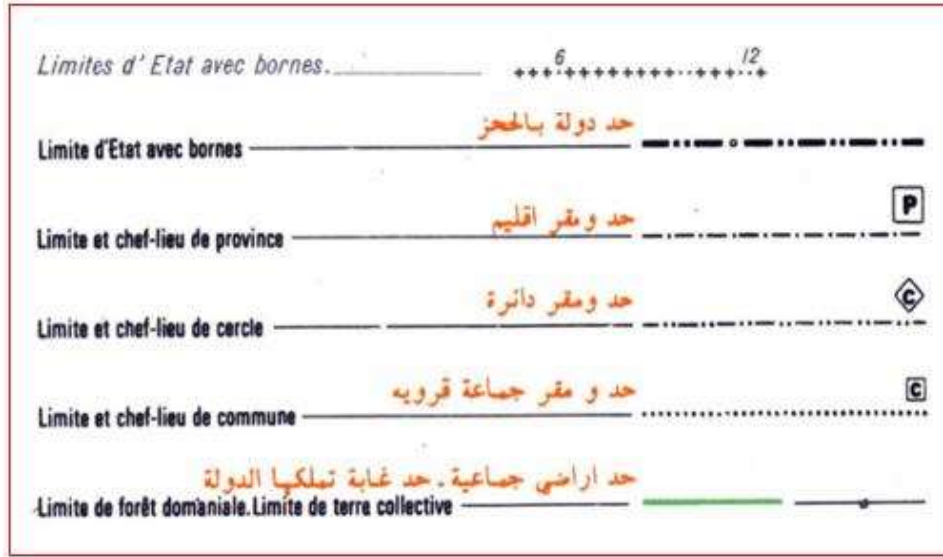 Limites d' Etat avec bornes. 6 12
حد دولة بالحجز
Limite d'Etat avec bornes
P
حد ومقر اقليم
Limite et chef-lieu de province
C
حد ومقر دائرة
Limite et chef-lieu de cercle
C
حد و مقر جماعة قرويه
Limite et chef-lieu de commune
حد اراضي جماعية . حد غابة تملكها الدولة
Limite de forêt domaniale. Limite de terre collective